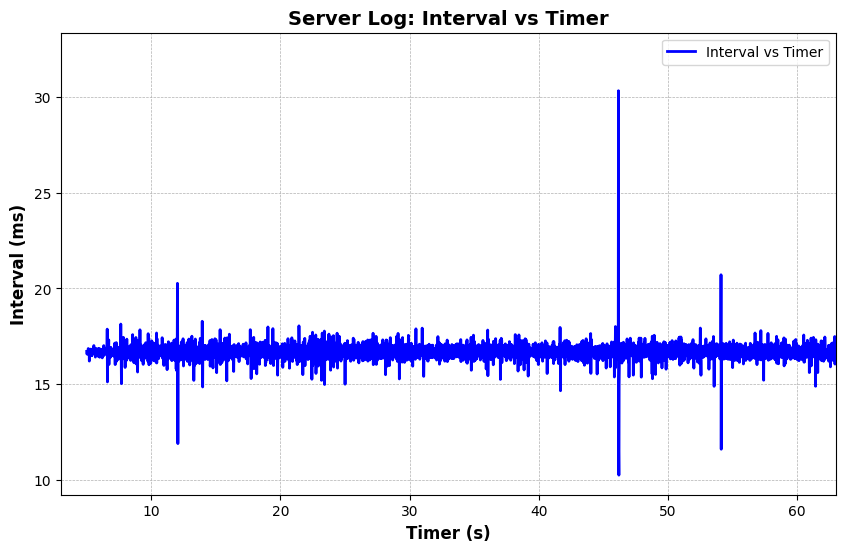 Server Log: Interval vs Timer
Interval vs Timer
30
25
20
15
10
Interval (ms)
10 20 30 40 50 60
Timer (s)